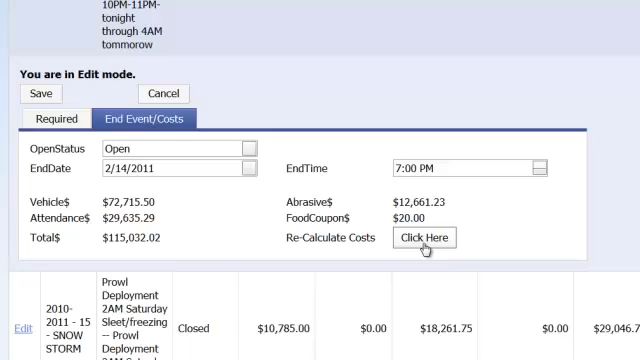 10PM-11PM-
tonight
through 4AM
tommorow
You are in Edit mode.
Save Cancel
Required End Event/Costs
OpenStatus Open
EndDate 2/14/2011 EndTime 7:00 PM
Vehicle$ $72,715.50 Abrasive$ $12,661.23
Attendance$ $29,635.29 FoodCoupon$ $20.00
Total$ $115,032.02 Re-Calculate Costs Click Here
Edit
2010-
2011 - 15
- SNOW
STORM
Prowl
Deployment
2AM Saturday
Sleet/freezing
-- Prowl
Deployment
Closed $10,785.00 $0.00 $18,261.75 $0.00 $29,046.7